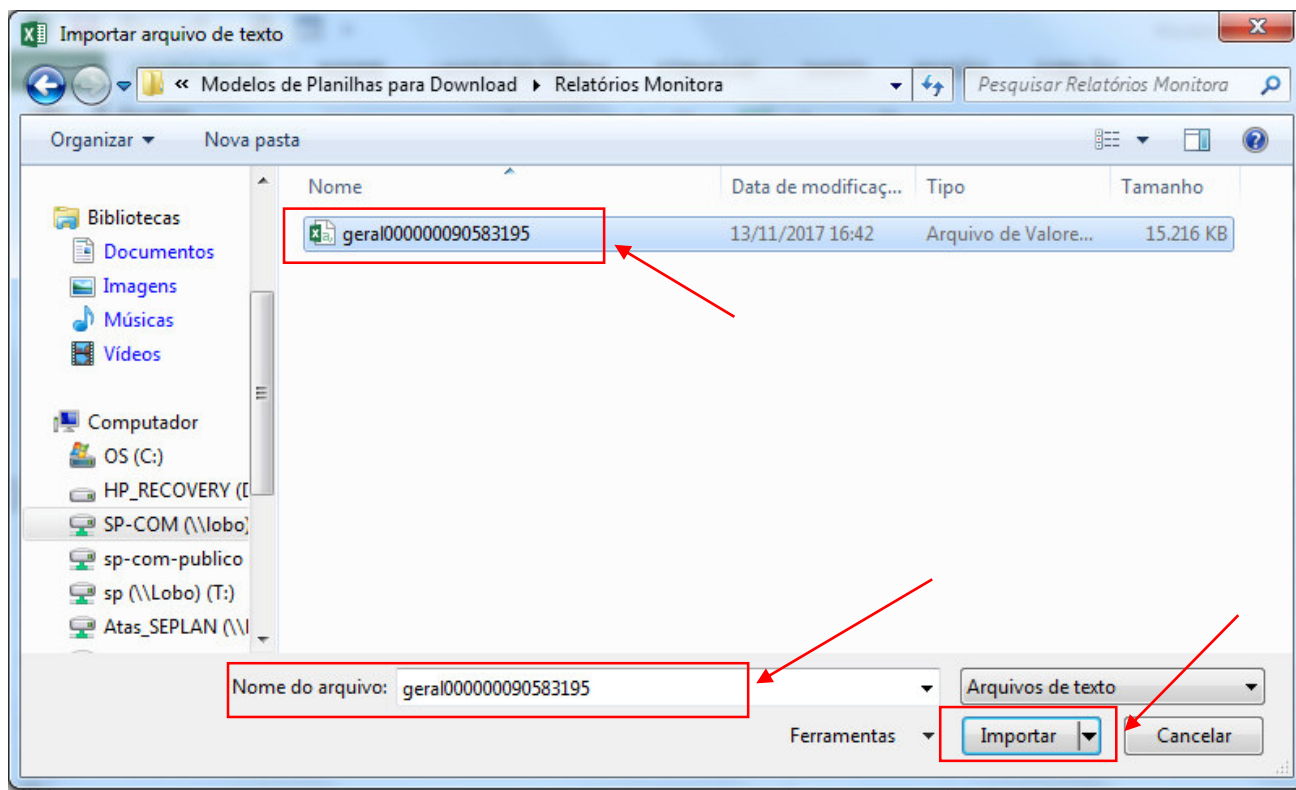 Importar arquivo de texto
« Modelos de Planilhas para Download Relatórios Monitora
Pesquisar Relatórios Monitora
Organizar Nova pasta
Nome Data de modificaç... Tipo Tamanho
geral000000090583195 13/11/2017 16:42 Arquivo de Valore... 15.216 KB
Bibliotecas
Documentos
Imagens
Músicas
Vídeos
Computador
OS (C:)
HP_RECOVERY (D
SP-COM (\\lobo)
sp-com-publico
sp (\\Lobo) (T:)
Atas_SEPLAN (\\l
Nome do arquivo: geral000000090583195
Arquivos de texto
Ferramentas Importar Cancelar